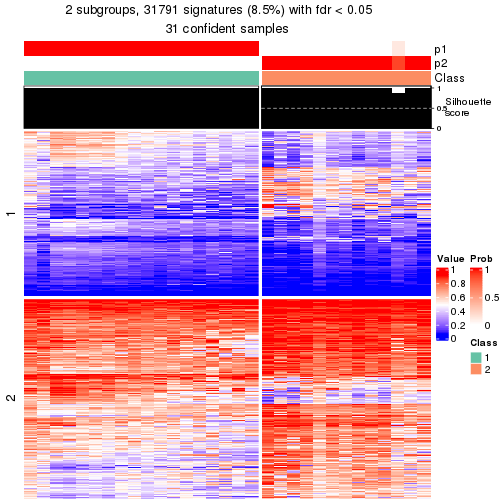 2 subgroups, 31791 signatures (8.5%) with fdr < 0.05
31 confident samples
p1
p2
Class
1
0.5
0
Silhouette
score
1
2
Value
1
0.8
0.6
0.4
0.2
0
Prob
1
0.5
0
Class
1
2